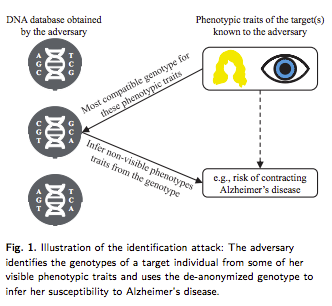 DNA database obtained
by the adversary
Phenotypic traits of the target(s)
known to the adversary
A T
G C
C G
Most compatible genotype for
these phenotypic traits
C G
G C
T A
Infer non-visible phenotypes
traits from the genotype
e.g., risk of contracting
Alzheimer's disease
A T
G C
T A
Fig. 1. Illustration of the identification attack: The adversary
identifies the genotypes of a target individual from some of her
visible phenotypic traits and uses the de-anonymized genotype to
infer her susceptibility to Alzheimer's disease.